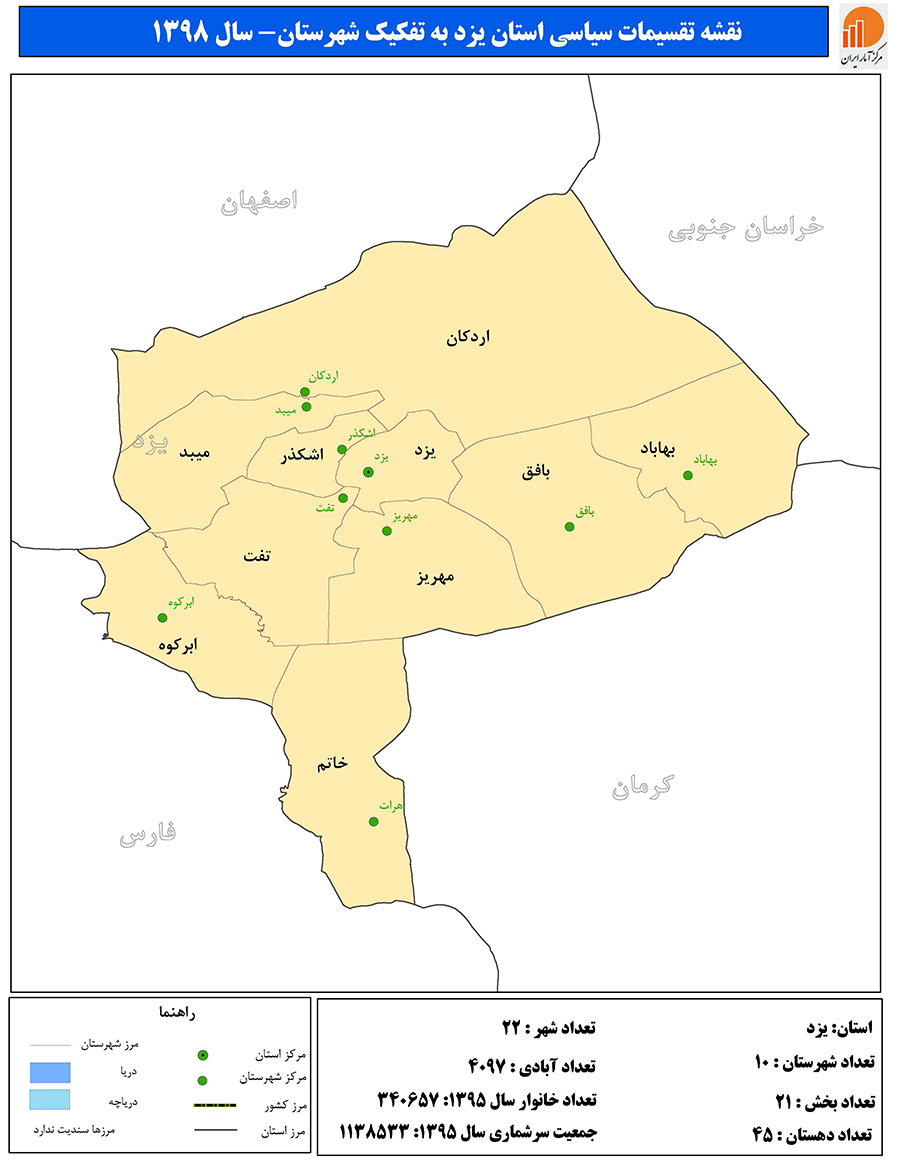 نقشه تقسیمات سیاسی استان یزد به تفکیک شهرستان– سال ۱۳۹۸
مرکز آمار ایران
اصفهان
خراسان جنوبی
اردکان
اردکان
میبد
یزد
میبد
اشکذر
اشکذر
یزد
یزد
بافق
بهاباد
بهاباد
تفت
مهریز
بافق
تفت
مهریز
ابرکوه
ابرکوه
خاتم
هرات
کرمان
فارس
راهنما
مرکز استان
مرکز شهرستان
مرز کشور
مرز استان
مرز شهرستان
دریا
دریاچه
مرزها سندیت ندارد
استان: یزد
تعداد شهرستان : ۱۰
تعداد بخش : ۲۱
تعداد دهستان : ۴۵
تعداد شهر : ۲۲
تعداد آبادی : ۴۰۹۷
تعداد خانوار سال ۱۳۹۵: ۳۴۰۶۵۷
جمعیت سرشماری سال ۱۳۹۵: ۱۱۳۸۵۳۳